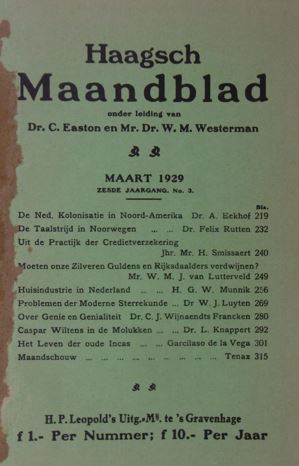 Haagsch
Maandblad
onder leiding van
Dr. C. Easton en Mr. Dr. W. M. Westerman
MAART 1929
ZESDE JAARGANG. No. 3.
Blz.
De Ned. Kolonisatie in Noord-Amerika Dr. A. Eekhof 219
De Taalstrijd in Noorwegen ... ... Dr. Felix Rutten 232
Uit de Practijk der Credietverzekering
Jhr. Mr. H. Smissaert 240
Moeten onze Zilveren Guldens en Rijksdaalders verdwijnen?
Mr. W. M. J. van Lutterveld 249
Huisindustrie in Nederland ... ... H. G. W. Munnik 256
Problemen der Moderne Sterrekunde ... Dr W. J. Luyten 269
Over Genie en Genialiteit Dr. C. J. Wijnaendts Francken 280
Caspar Wiltens in de Molukken ... ... Dr. L. Knappert 292
Het Leven der oude Incas ... ... Garcilaso de la Vega 301
Maandschouw ... ... ... ... ... ... ... Tenax 315
H. P. Leopold's Uitg.-Mij. te 's Gravenhage
f 1.- Per Nummer; f 10.- Per Jaar